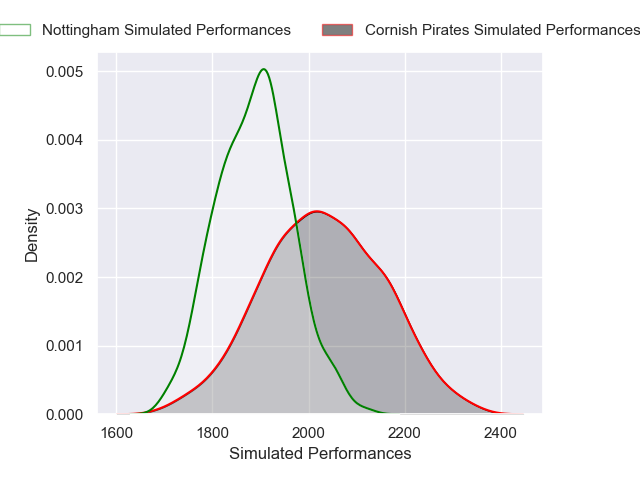 Nottingham Simulated Performances
Cornish Pirates Simulated Performances
0.005
0.004
0.003
0.002
0.001
0.000
Density
1600 1800 2000 2200 2400
Simulated Performances